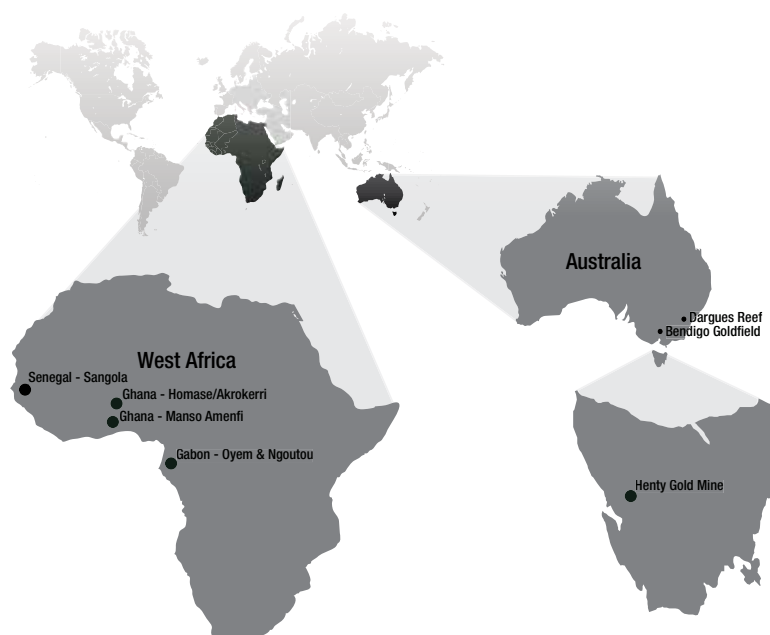 Australia
Dargues Reef
Bendigo Goldfield
West Africa
Senegal - Sangola
Ghana - Homase/Akrokerri
Ghana - Manso Amenfi
Gabon - Oyem & Ngoutou
Henty Gold Mine